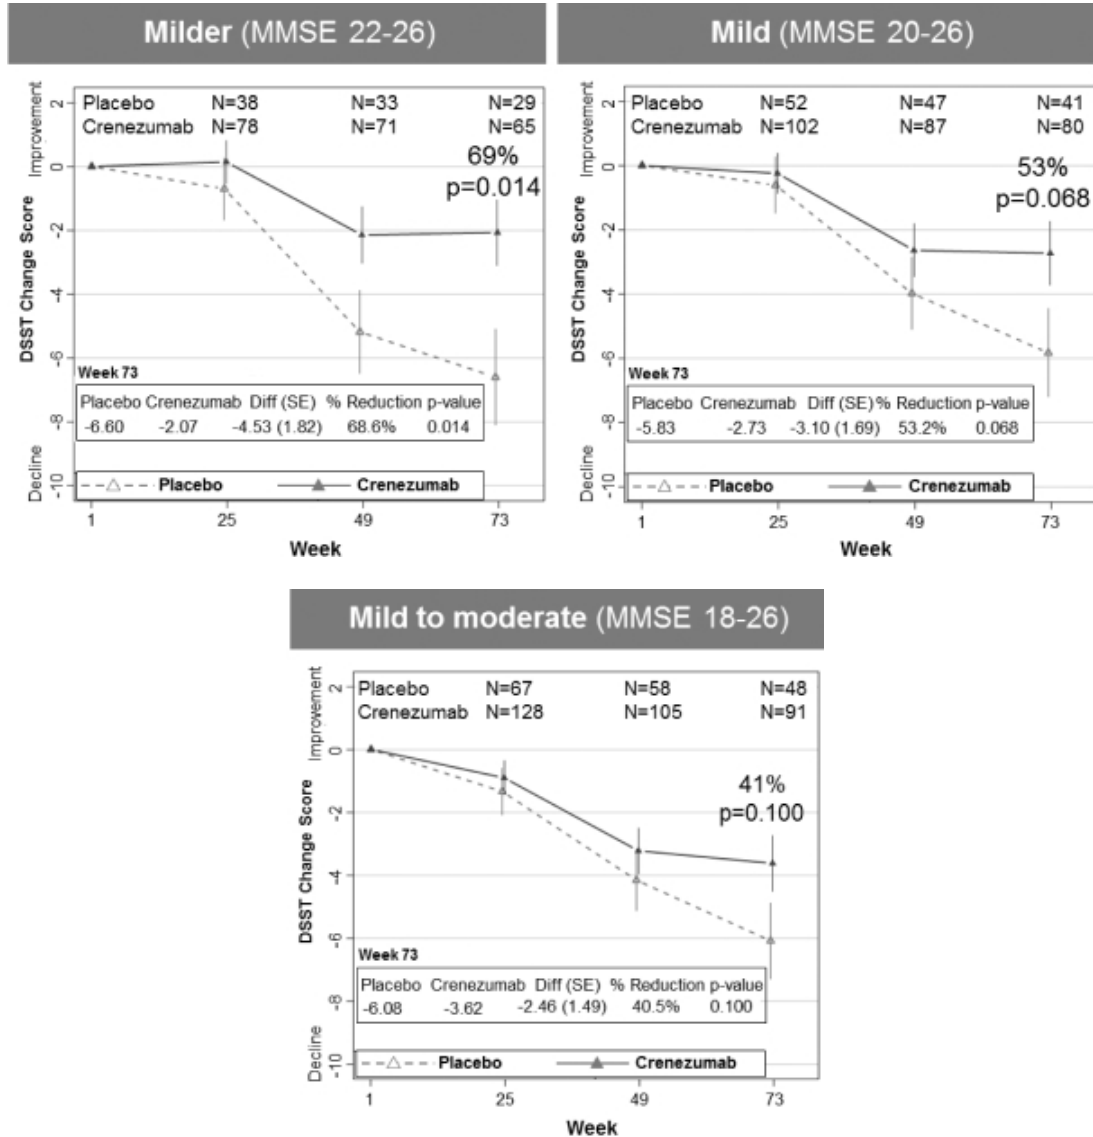 Milder (MMSE 22-26)
Improvement
Decline
DSST Change Score
2
0
-2
-4
-6
-8
-10
Placebo N=38 N=33 N=29
Crenezumab N=78 N=71 N=65
69%
p=0.014
Week 73
Placebo Crenezumab Diff (SE) % Reduction p-value
-6.60 -2.07 -4.53 (1.82) 68.6% 0.014
Placebo Crenezumab
1 25 49 73
Week
Mild (MMSE 20-26)
Improvement
Decline
DSST Change Score
2
0
-2
-4
-6
-8
-10
Placebo N=52 N=47 N=41
Crenezumab N=102 N=87 N=80
53%
p=0.068
Week 73
Placebo Crenezumab Diff (SE) % Reduction p-value
-5.83 -2.73 -3.10 (1.69) 53.2% 0.068
Placebo Crenezumab
1 25 49 73
Week
Mild to moderate (MMSE 18-26)
Improvement
Decline
DSST Change Score
2
0
-2
-4
-6
-8
-10
Placebo N=67 N=58 N=48
Crenezumab N=128 N=105 N=91
41%
p=0.100
Week 73
Placebo Crenezumab Diff (SE) % Reduction p-value
-6.08 -3.62 -2.46 (1.49) 40.5% 0.100
Placebo Crenezumab
1 25 49 73
Week